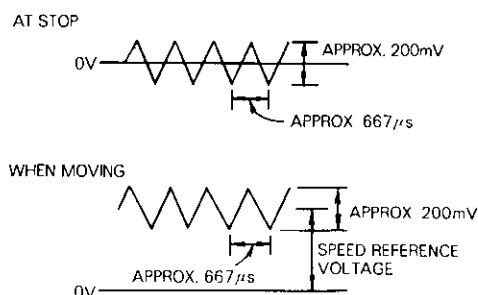 AT STOP
APPROX. 200mV
0V
APPROX 667μs
WHEN MOVING
APPROX 200mV
SPEED REFERENCE
VOLTAGE
APPROX. 667μs
0V